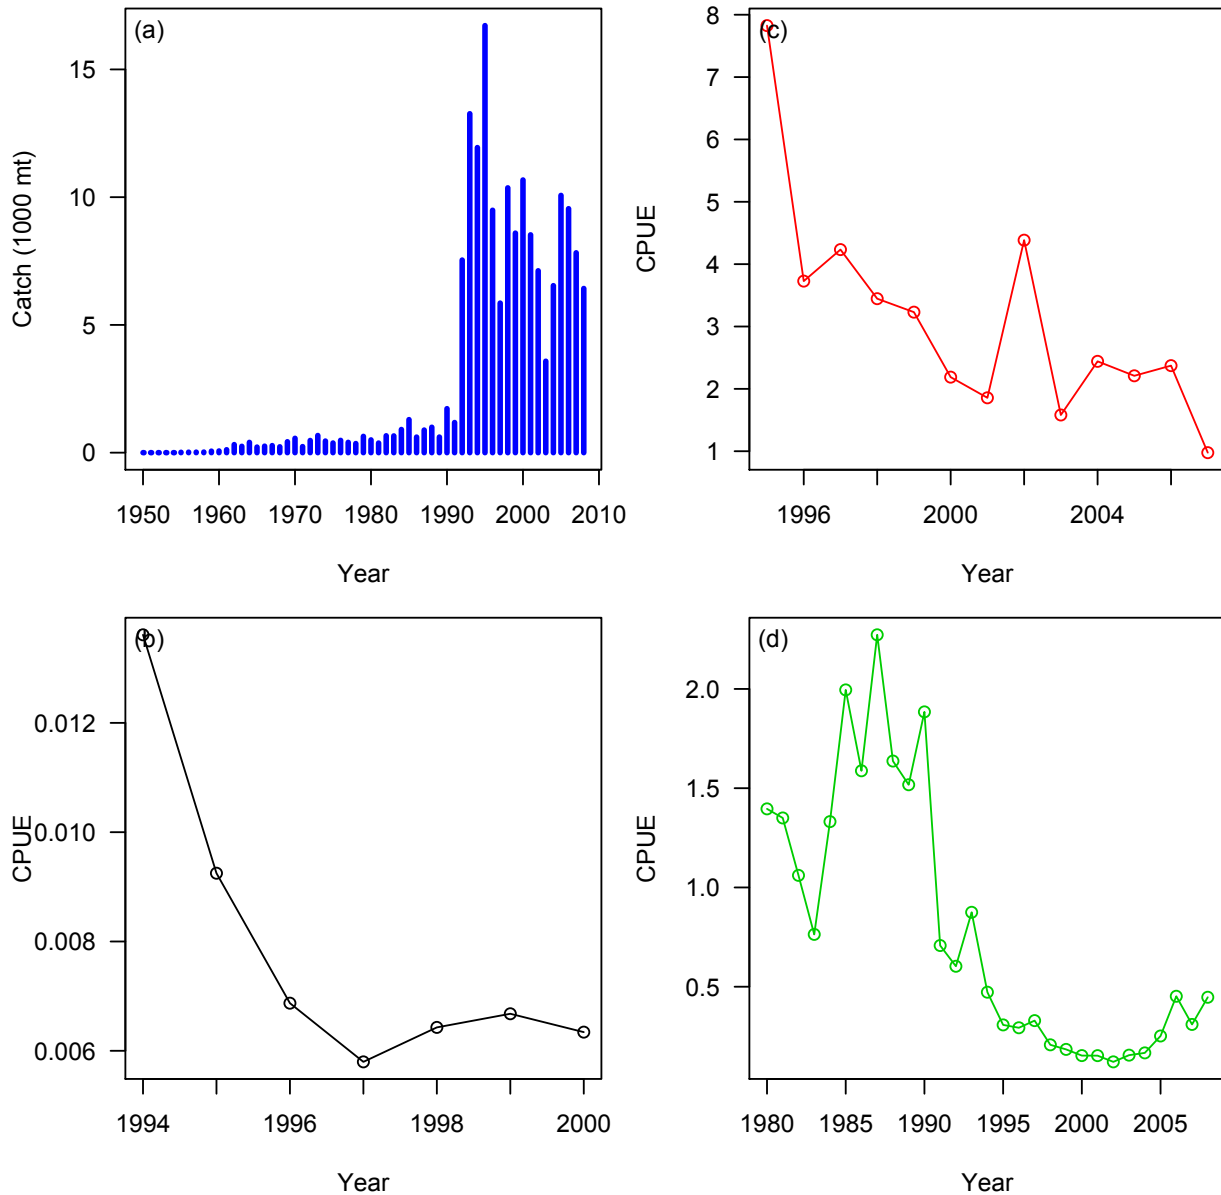 (a)
Catch (1000 mt)
15
10
5
0
1950 1960 1970 1980 1990 2000 2010
Year
(c)
CPUE
8
7
6
5
4
3
2
1
1996 2000 2004
Year
(b)
CPUE
0.012
0.010
0.008
0.006
1994 1996 1998 2000
Year
(d)
CPUE
2.0
1.5
1.0
0.5
1980 1985 1990 1995 2000 2005
Year